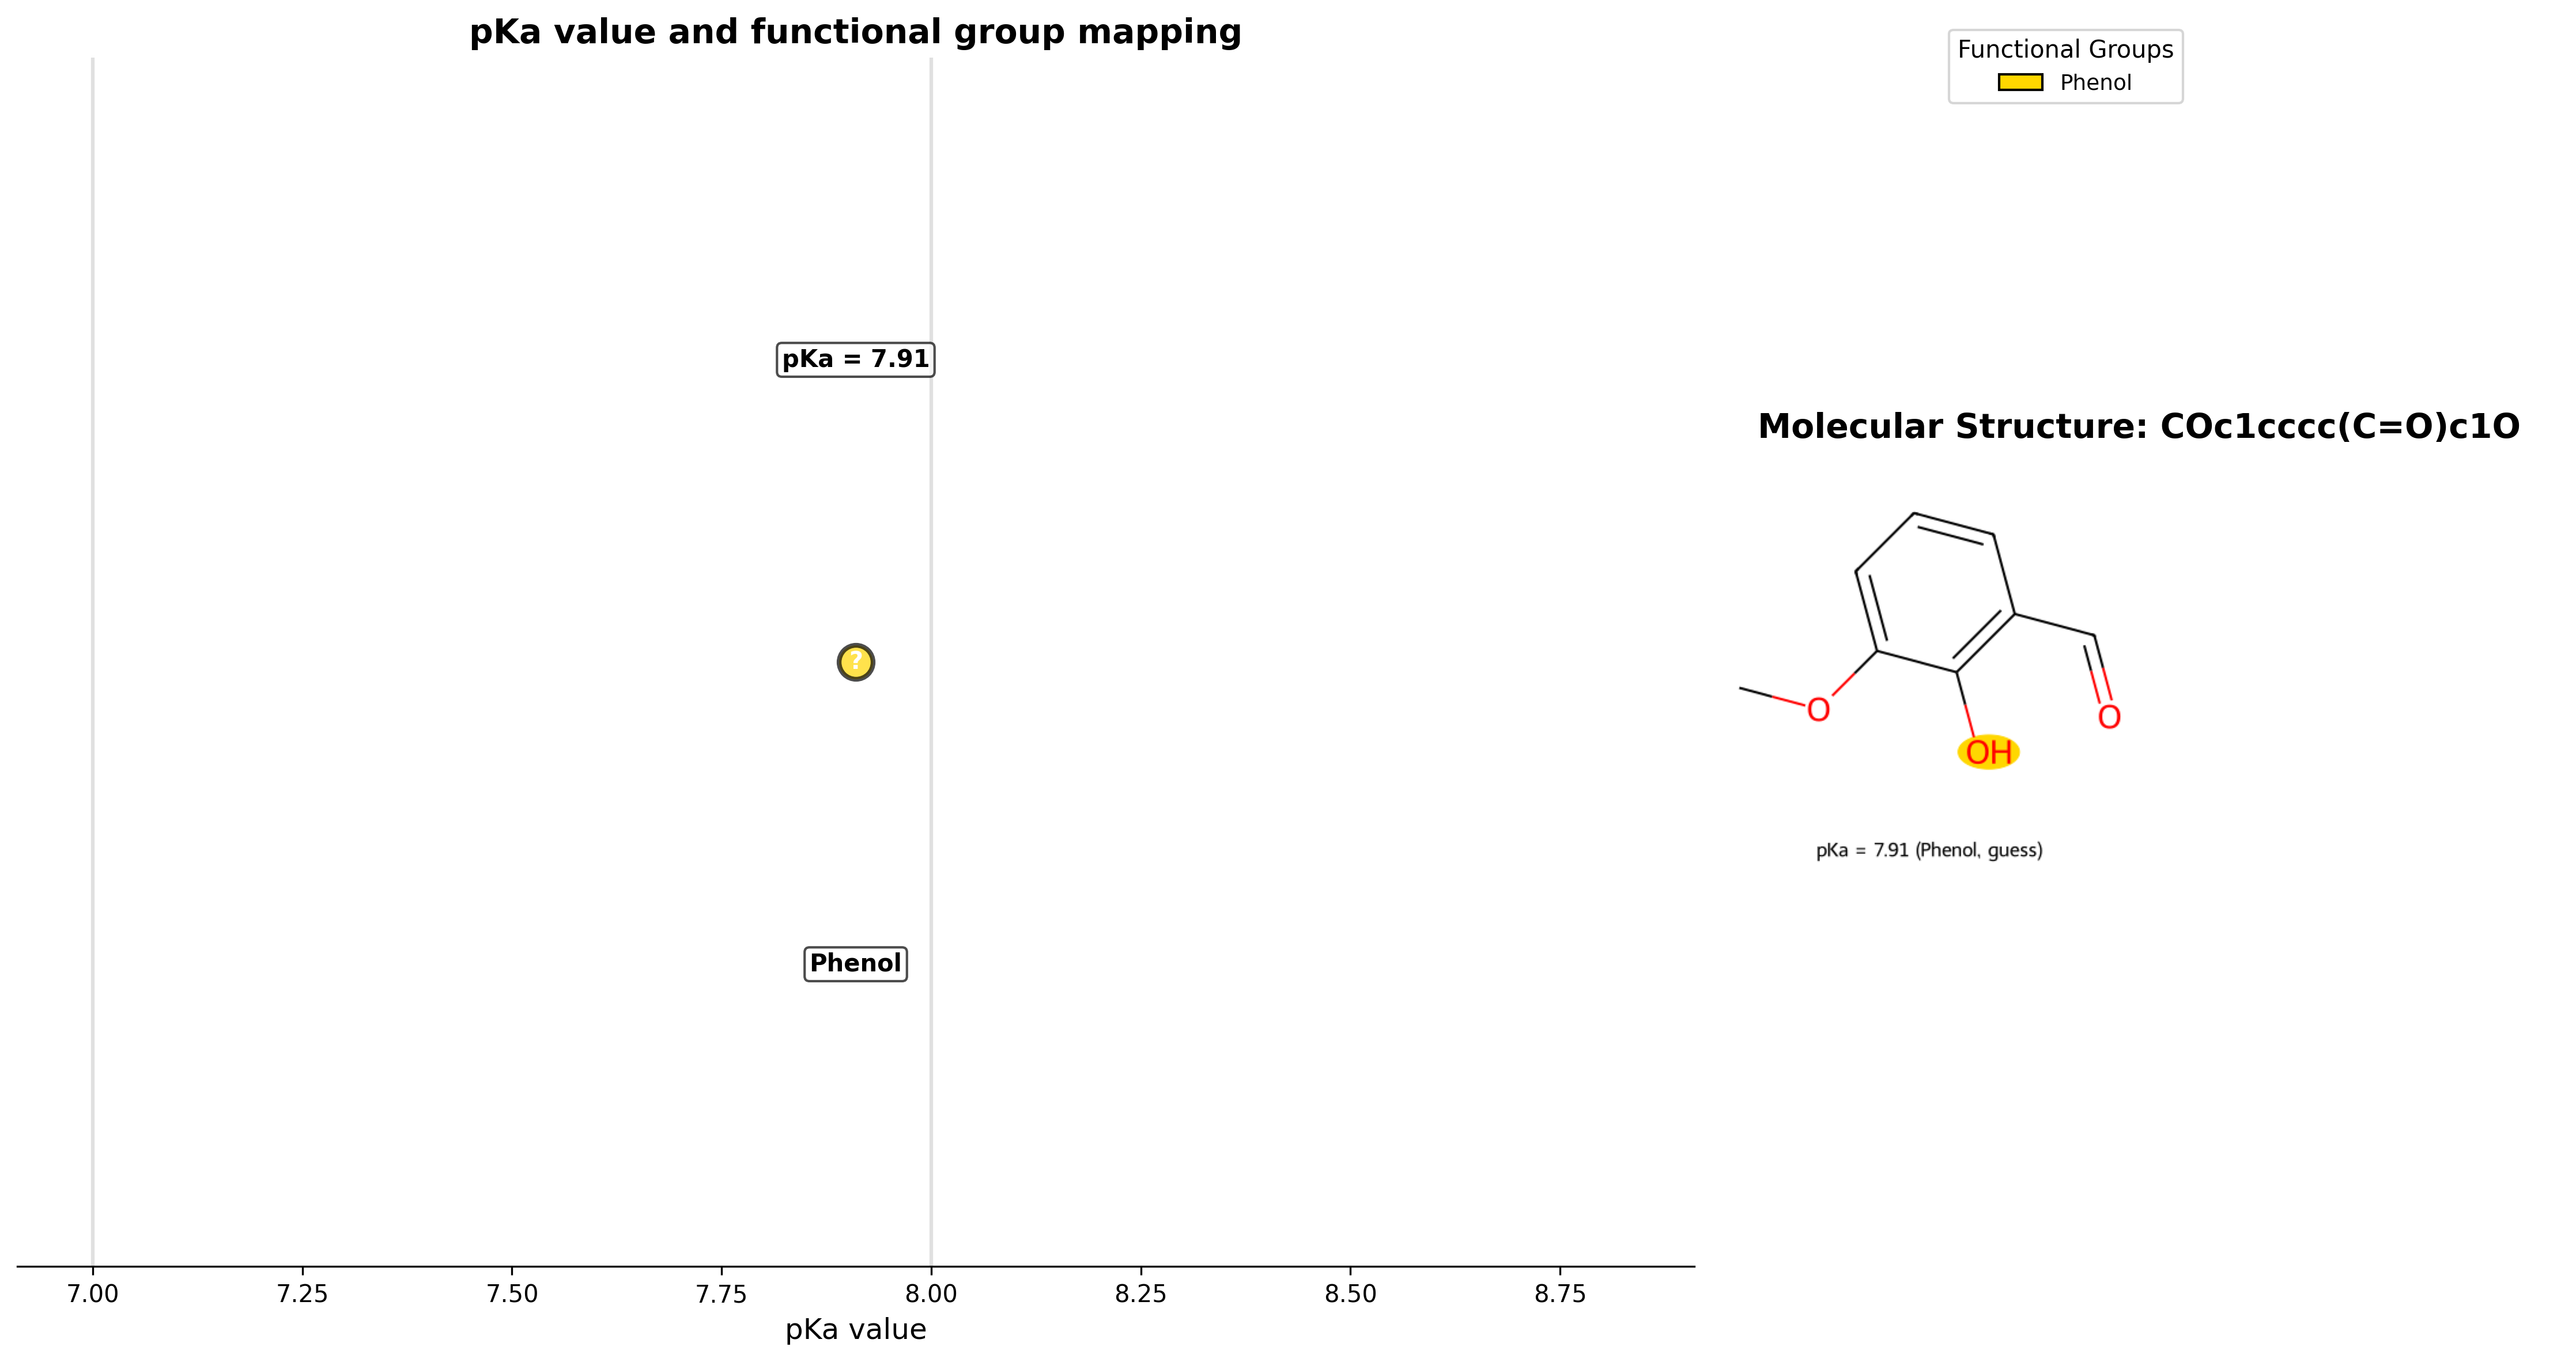 pKa value and functional group mapping
Functional Groups
Phenol
pKa = 7.91
Molecular Structure: COc1cccc(C=O)c1O
?
O
O
OH
pKa = 7.91 (Phenol, guess)
Phenol
7.00 7.25 7.50 7.75 8.00 8.25 8.50 8.75
pKa value